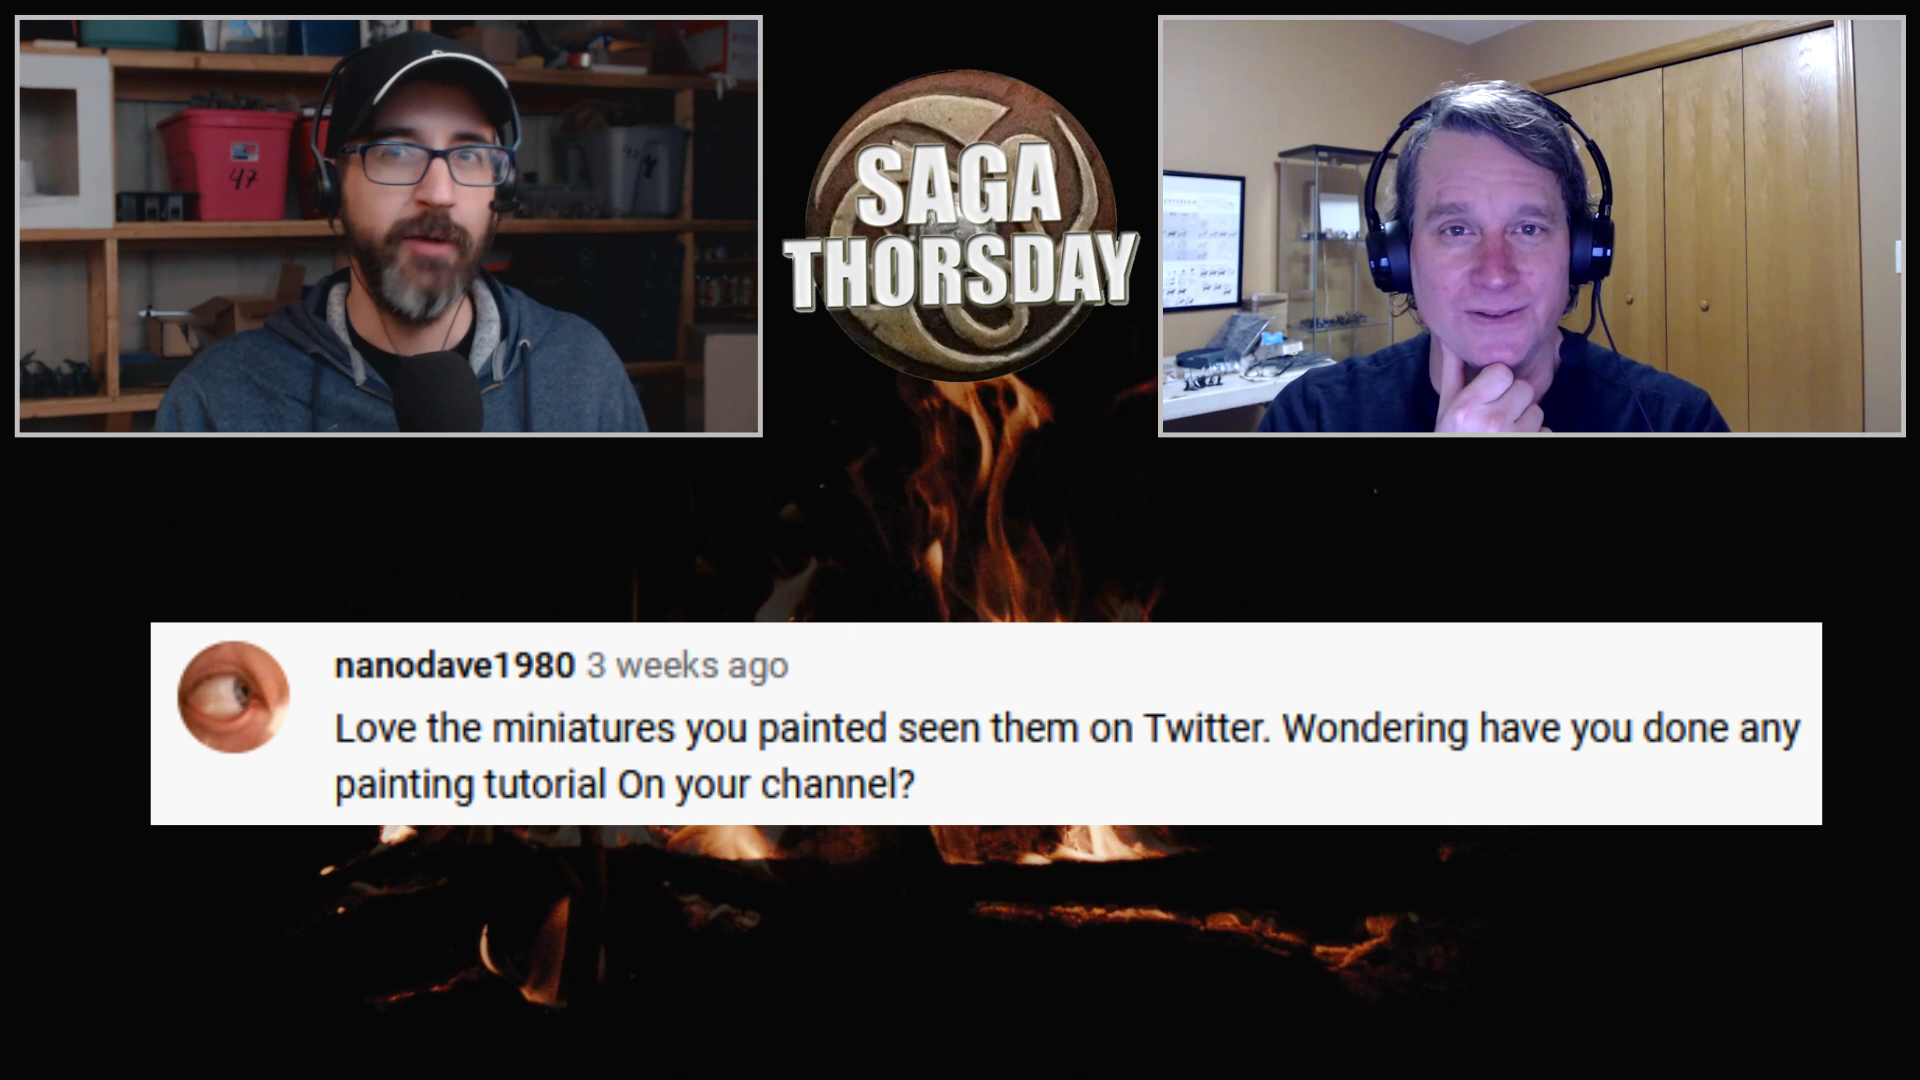 SAGA
THORSDAY
47
nanodave1980 3 weeks ago
Love the miniatures you painted seen them on Twitter. Wondering have you done any
painting tutorial On your channel?